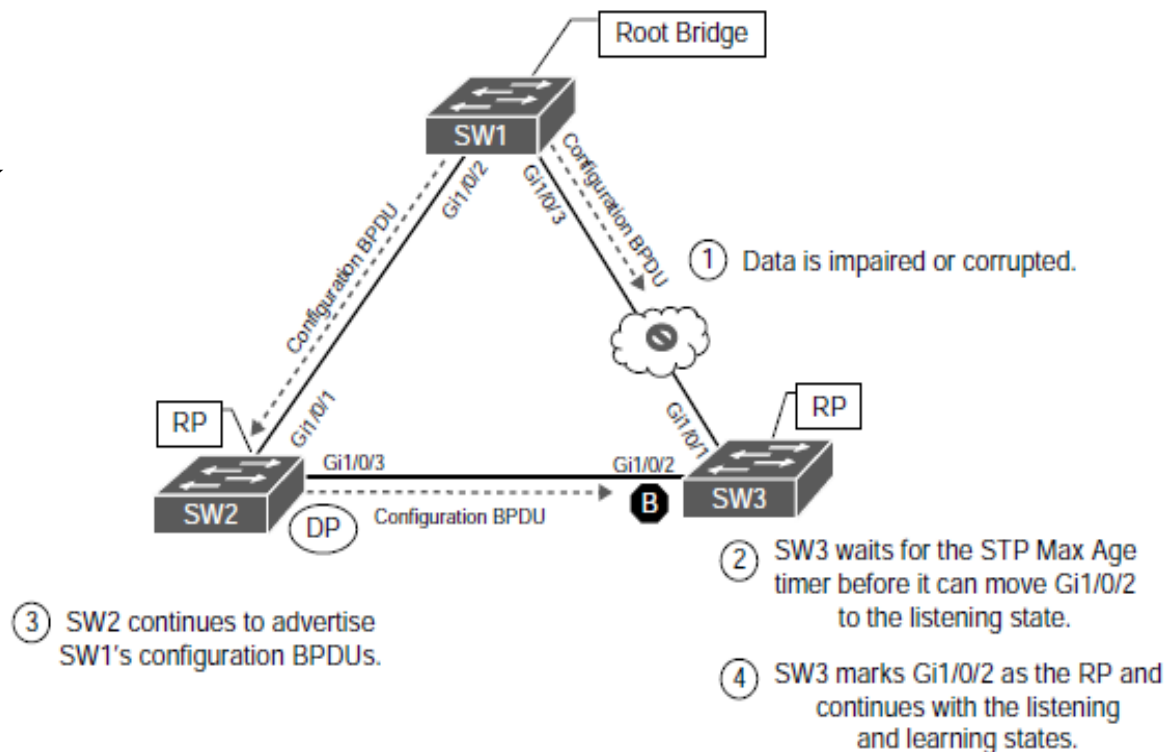 Root Bridge
SW1
Gi1/0/2
Gi1/0/3
Configuration BPDU
Configuration BPDU
1 Data is impaired or corrupted.
RP
Gi1/0/1
Gi1/0/1
RP
Gi1/0/3
Gi1/0/2
SW2
DP
Configuration BPDU
B
SW3
2 SW3 waits for the STP Max Age
timer before it can move Gi1/0/2
to the listening state.
3 SW2 continues to advertise
SW1's configuration BPDUs.
4 SW3 marks Gi1/0/2 as the RP and
continues with the listening
and learning states.